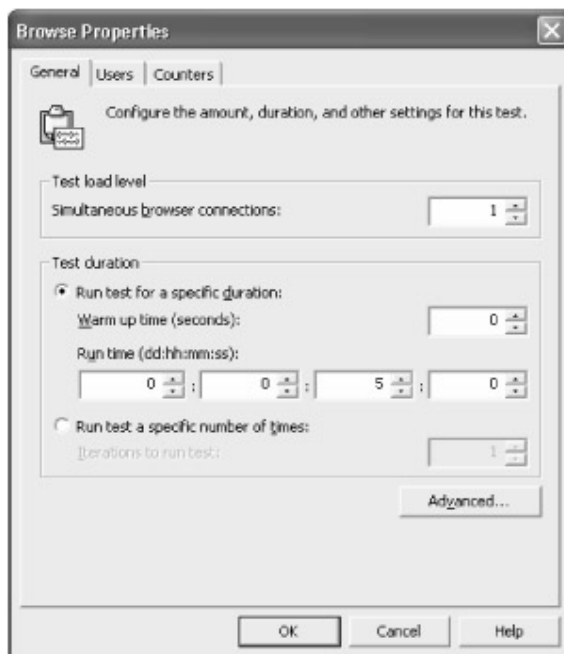 Browse Properties
General Users Counters
Configure the amount, duration, and other settings for this test.
Test load level
Simultaneous browser connections: 1
Test duration
Run test for a specific duration:
Warm up time (seconds): 0
Run time (dd:hh:mm:ss):
0 : 0 : 5 : 0
Run test a specific number of times:
Iterations to run test: 1
Advanced...
OK Cancel Help